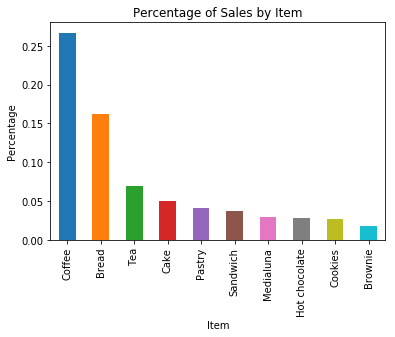 Percentage of Sales by Item
Percentage
0.25
0.20
0.15
0.10
0.05
0.00
Coffee
Bread
Tea
Cake
Pastry
Sandwich
Medialuna
Hot chocolate
Cookies
Brownie
Item